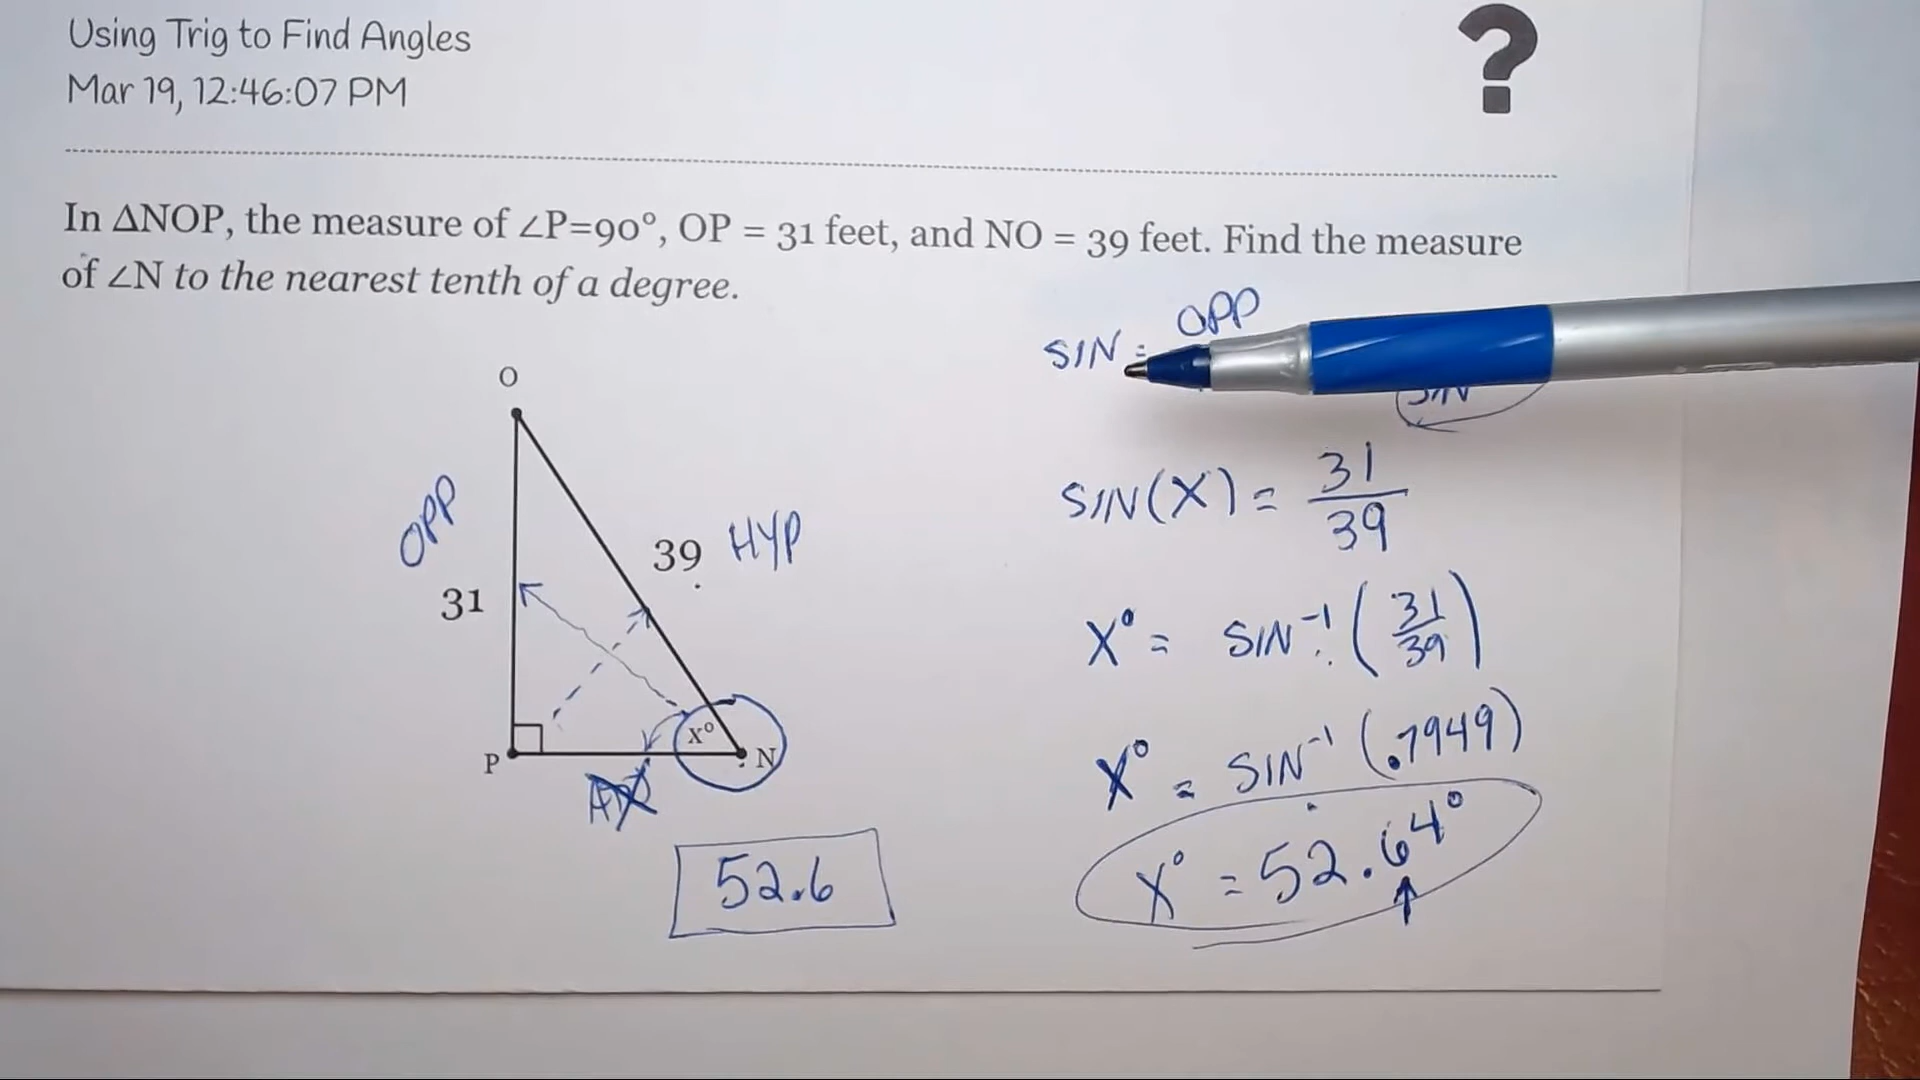 Using Trig to Find Angles
Mar 19, 12:46:07 PM
?
In ΔNOP, the measure of ∠P=90°, OP = 31 feet, and NO = 39 feet. Find the measure
of ∠N to the nearest tenth of a degree.
OPP
SIN =
SIN
O
OPP
39 HYP
31
P
x°
N
52.6
SIN(X) = 31/39
X° = SIN⁻¹ (31/39)
X° = SIN⁻¹ (.7949)
X° = 52.64°